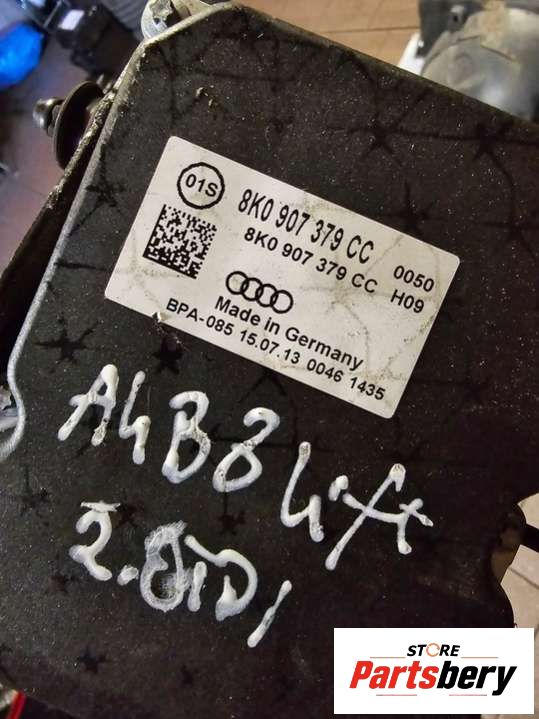 01S
8K0 907 379 CC 0050
8K0 907 379 CC H09
Made in Germany
BPA-085 15.07.13 0046 1435
A4B8 Lift
2.0TDI
STORE
Partsbery